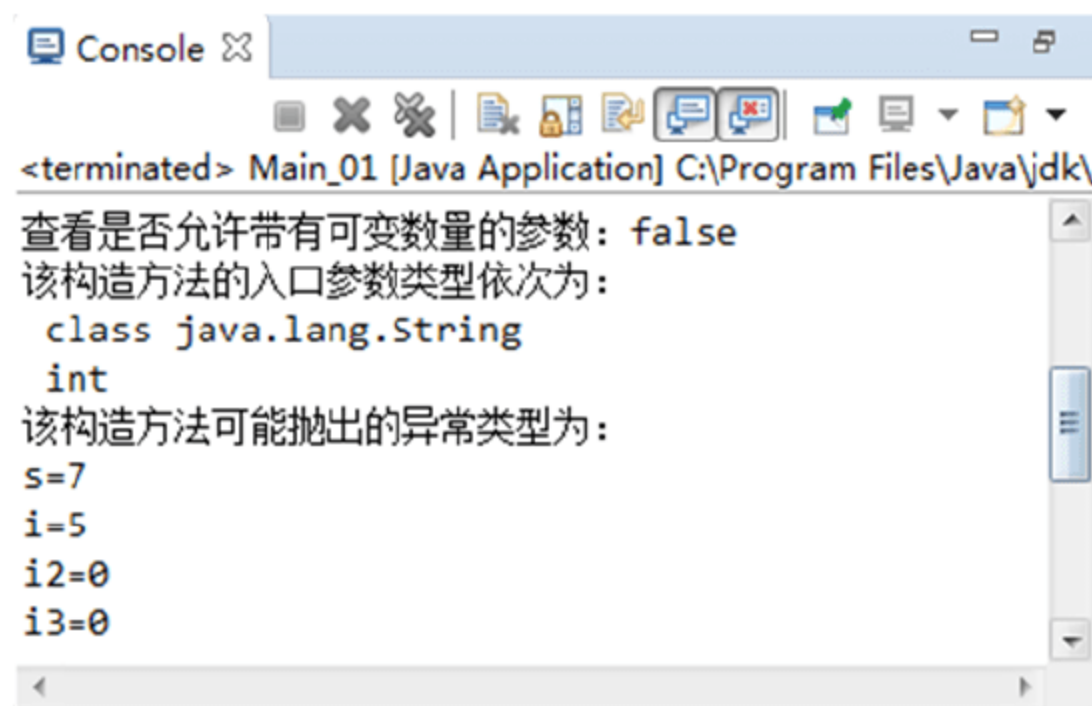 Console
<terminated> Main_01 [Java Application] C:\Program Files\Java\jdk\
查看是否允许带有可变数量的参数：false
该构造方法的入口参数类型依次为：
class java.lang.String
int
该构造方法可能抛出的异常类型为：
s=7
i=5
i2=0
i3=0